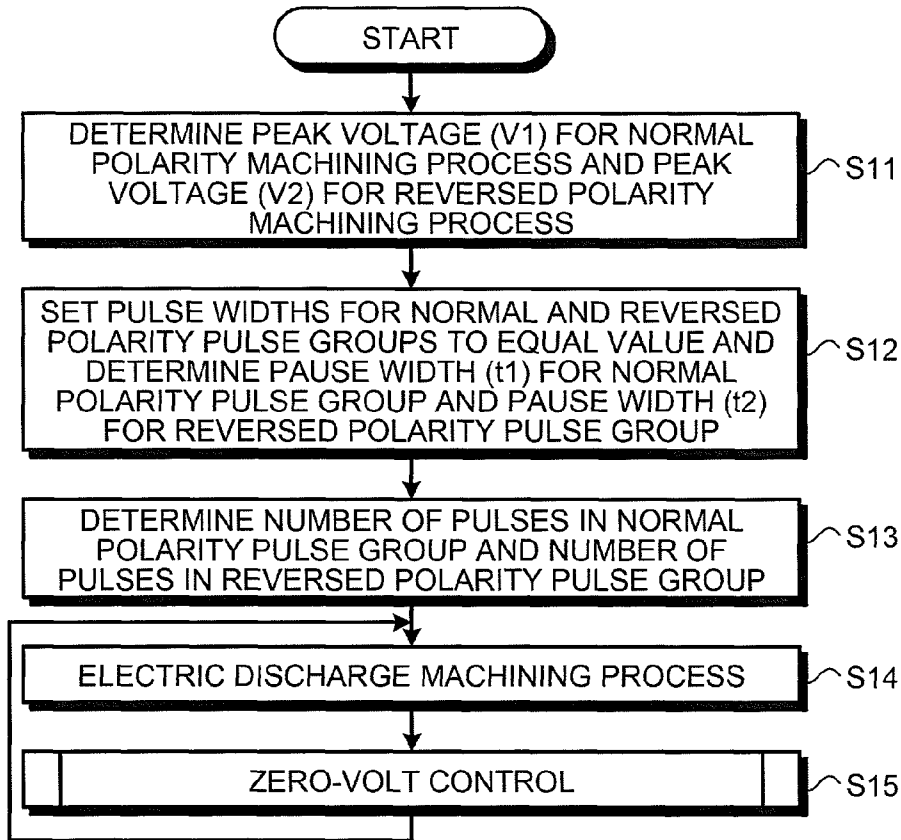 START
DETERMINE PEAK VOLTAGE (V1) FOR NORMAL
POLARITY MACHINING PROCESS AND PEAK
VOLTAGE (V2) FOR REVERSED POLARITY
MACHINING PROCESS
S11
SET PULSE WIDTHS FOR NORMAL AND REVERSED
POLARITY PULSE GROUPS TO EQUAL VALUE AND
DETERMINE PAUSE WIDTH (t1) FOR NORMAL
POLARITY PULSE GROUP AND PAUSE WIDTH (t2)
FOR REVERSED POLARITY PULSE GROUP
S12
DETERMINE NUMBER OF PULSES IN NORMAL
POLARITY PULSE GROUP AND NUMBER OF
PULSES IN REVERSED POLARITY PULSE GROUP
S13
ELECTRIC DISCHARGE MACHINING PROCESS
S14
ZERO-VOLT CONTROL
S15